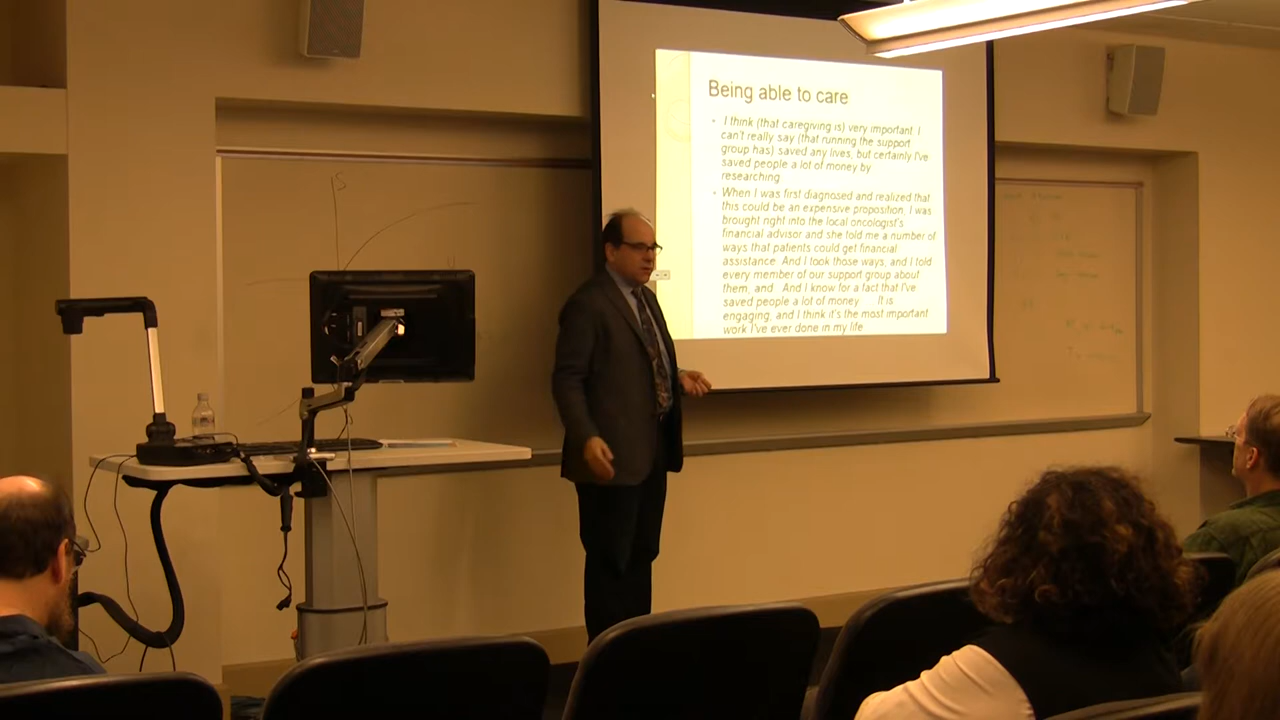 Being able to care
I think (that caregiving is) very important. I
can't really say (that running the support
group has) saved any lives, but certainly I've
saved people a lot of money by
researching
When I was first diagnosed and realized that
this could be an expensive proposition, I was
brought right into the local oncologist's
financial advisor and she told me a number of
ways that patients could get financial
assistance. And I took those ways, and I told
every member of our support group about
them, and. And I know for a fact that I've
saved people a lot of money ... It is
engaging, and I think it's the most important
work I've ever done in my life
S